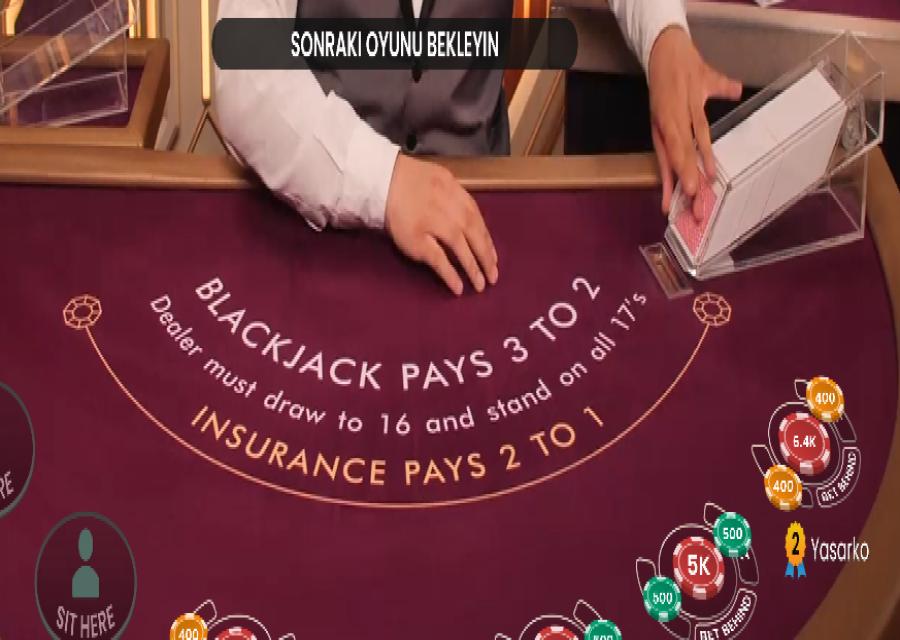 SONRAKI OYUNU BEKLEYIN
BLACKJACK PAYS 3 TO 2
Dealer must draw to 16 and stand on all 17's
INSURANCE PAYS 2 TO 1
400
6.4K
400
BET BEHIND
RE
500
2 Yasarko
5K
SIT HERE
500
BET BEHIND
400
500